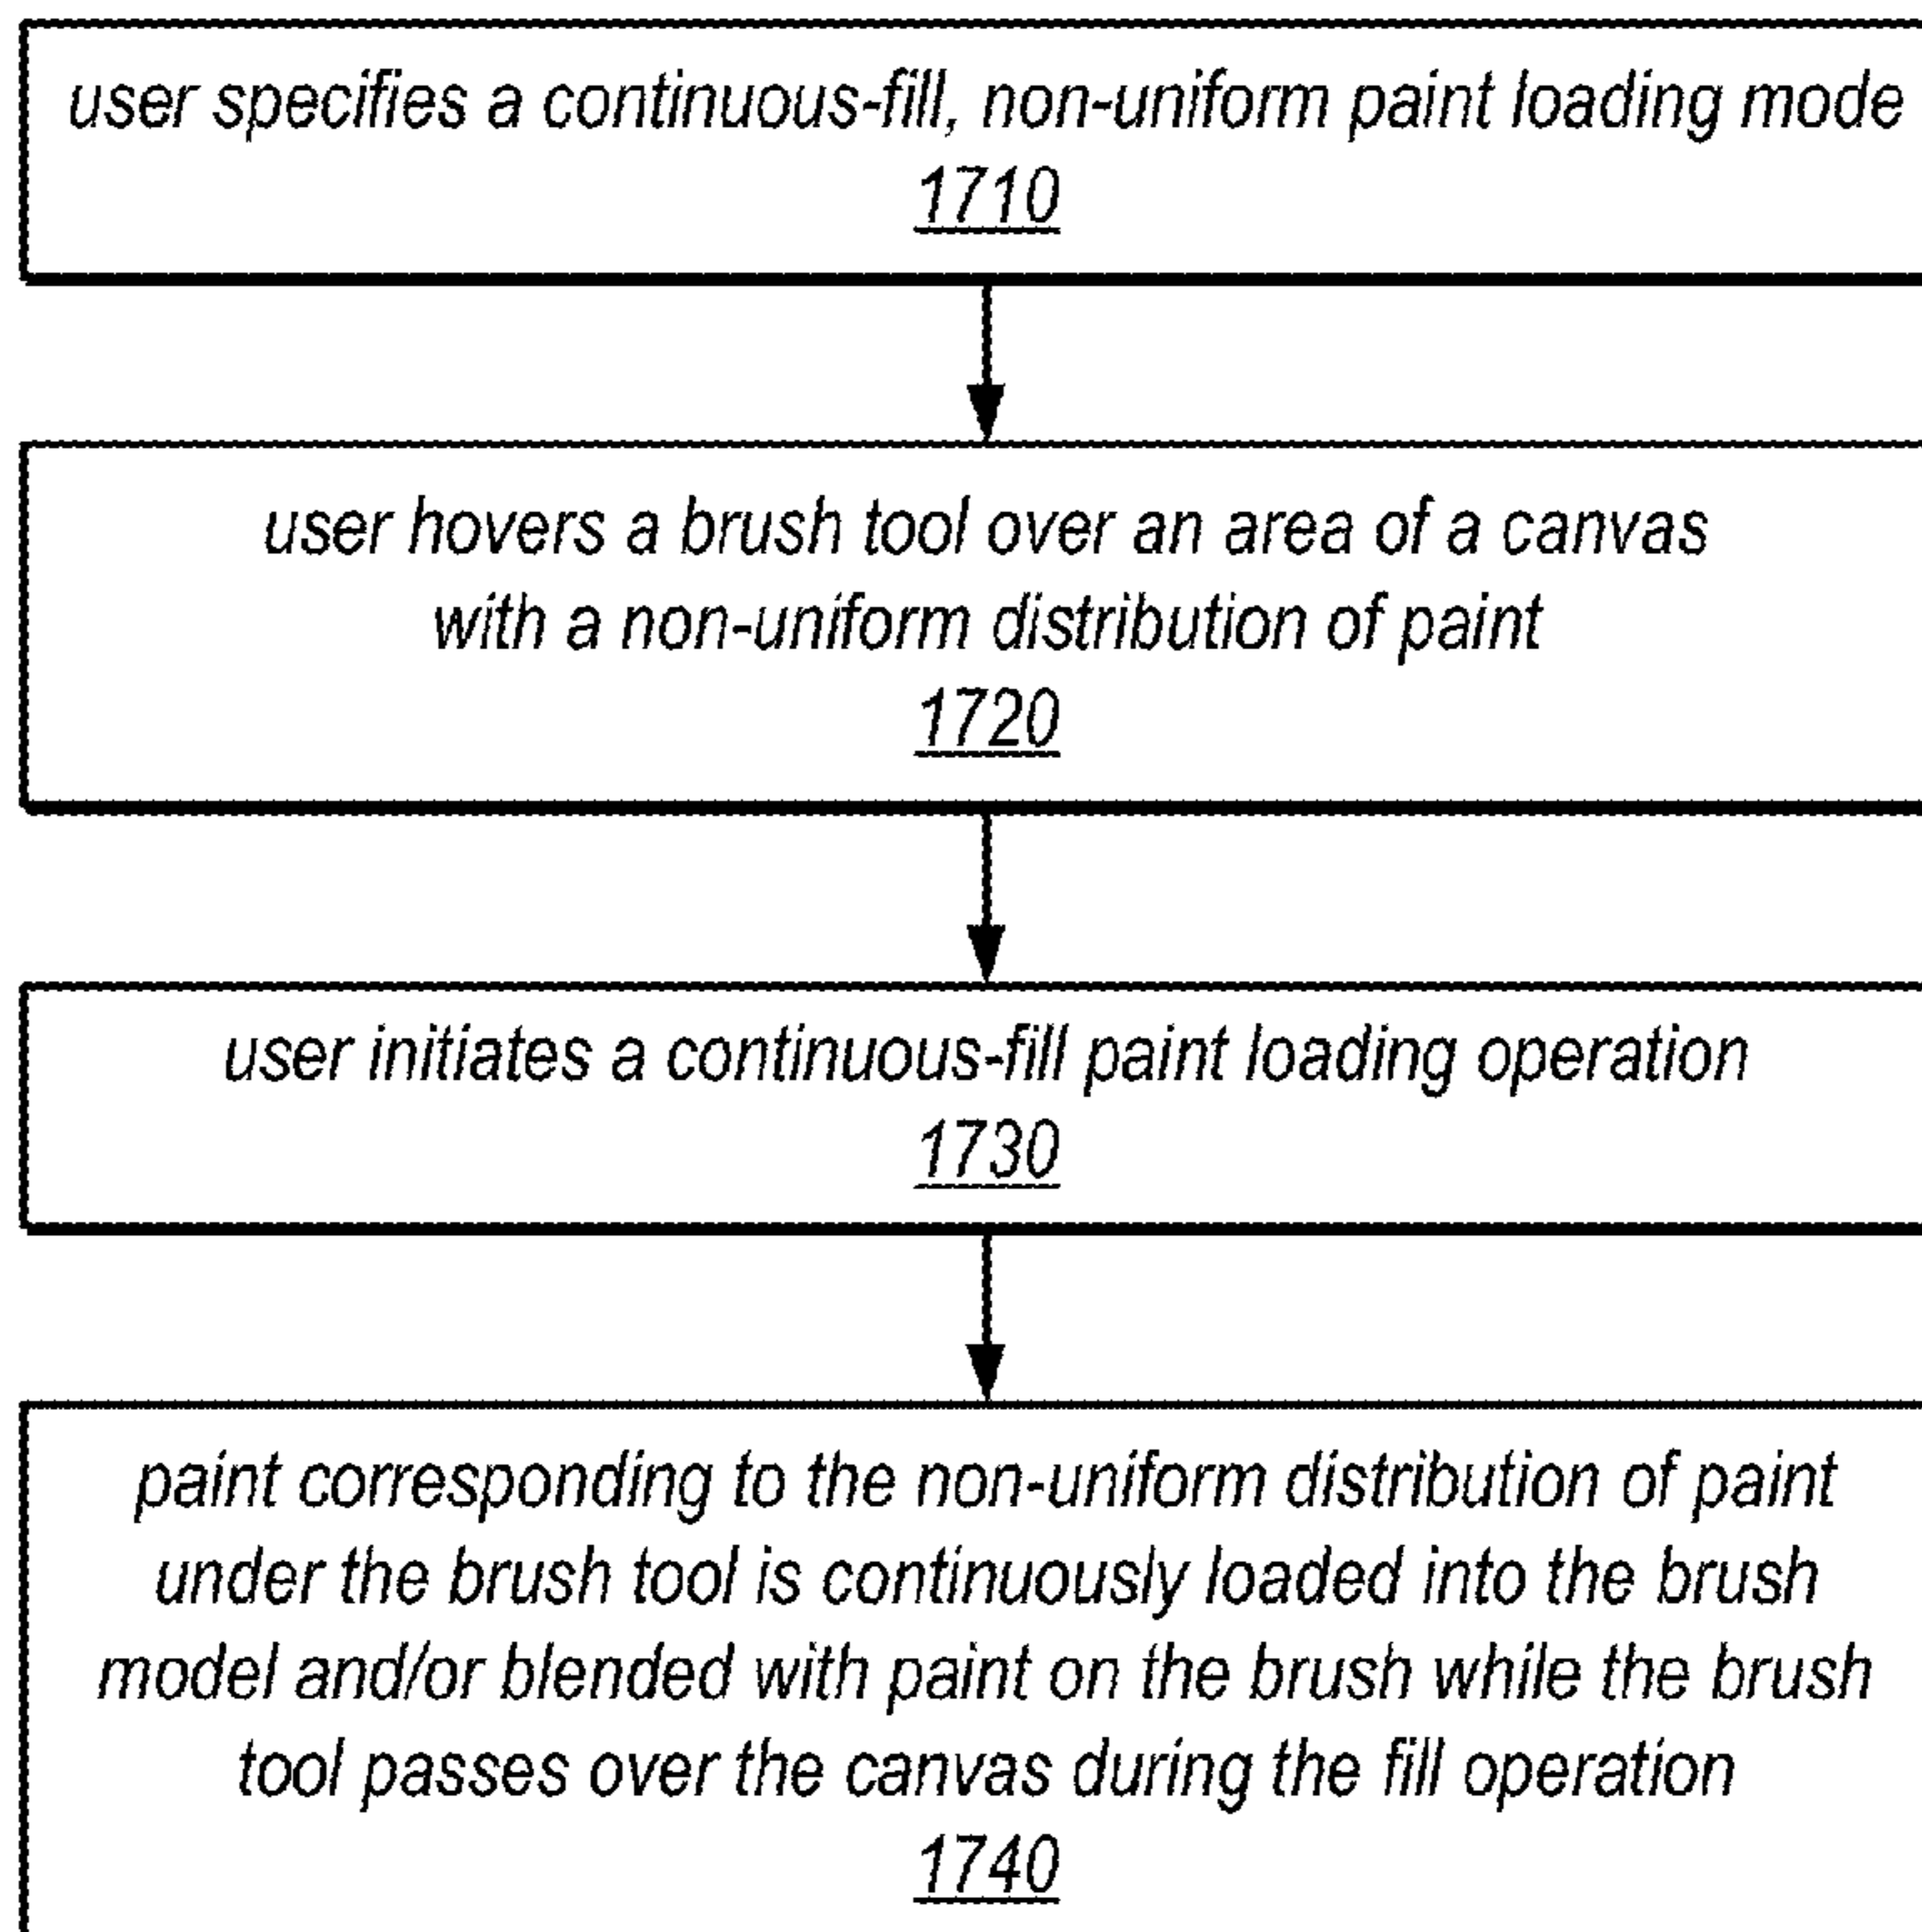 user specifies a continuous-fill, non-uniform paint loading mode
1710
user hovers a brush tool over an area of a canvas
with a non-uniform distribution of paint
1720
user initiates a continuous-fill paint loading operation
1730
paint corresponding to the non-uniform distribution of paint
under the brush tool is continuously loaded into the brush
model and/or blended with paint on the brush while the brush
tool passes over the canvas during the fill operation
1740